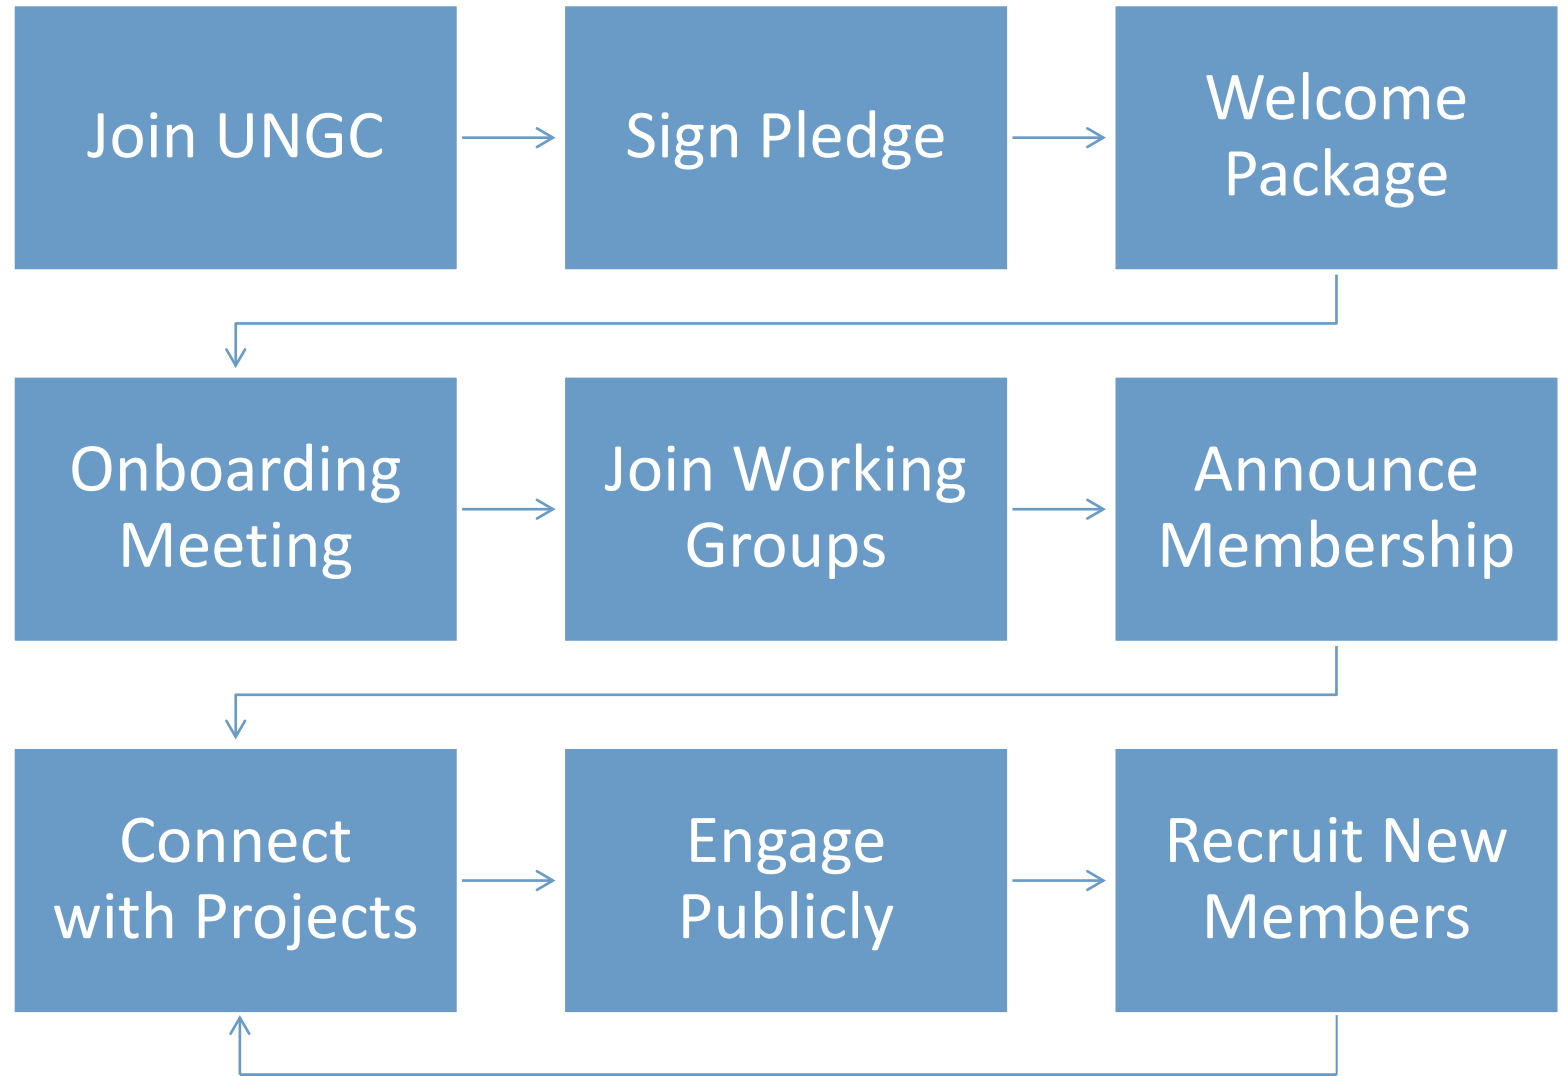 Join UNGC
Sign Pledge
Welcome
Package
Onboarding
Meeting
Join Working
Groups
Announce
Membership
Connect
with Projects
Engage
Publicly
Recruit New
Members